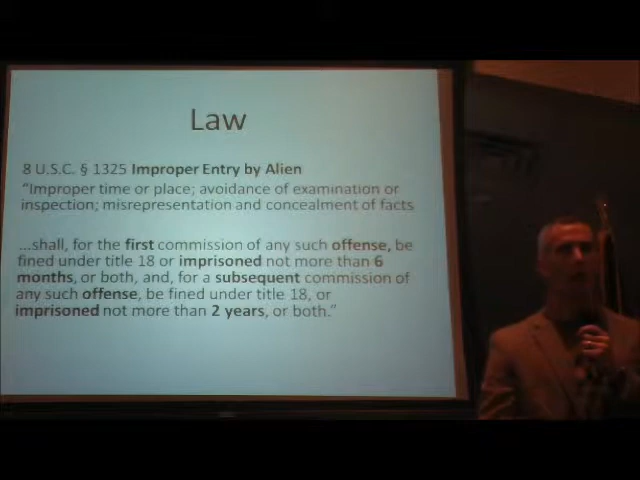 Law
8 U.S.C. § 1325 Improper Entry by Alien
“Improper time or place; avoidance of examination or
inspection; misrepresentation and concealment of facts
...shall, for the first commission of any such offense, be
fined under title 18 or imprisoned not more than 6
months, or both, and, for a subsequent commission of
any such offense, be fined under title 18, or
imprisoned not more than 2 years, or both.”